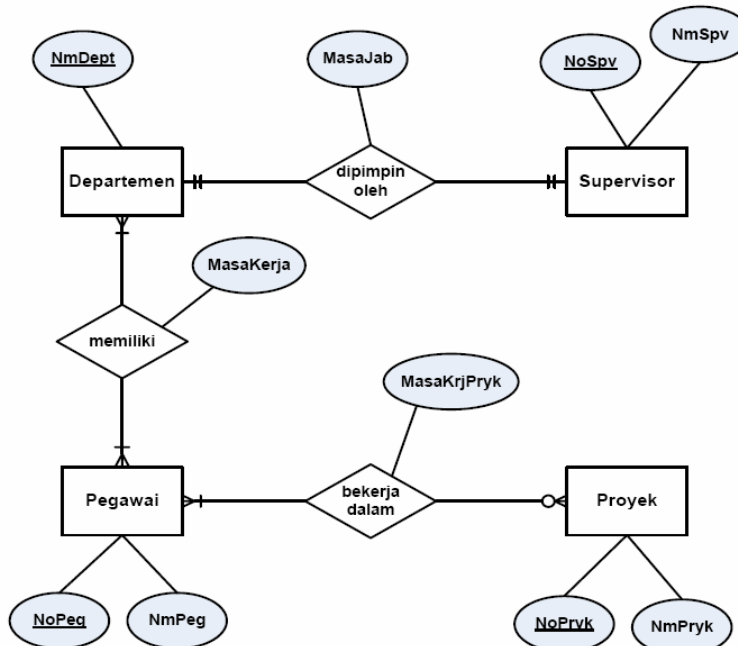 NmDept
MasaJab
NoSpv
NmSpv
Departemen
dipimpin
oleh
Supervisor
MasaKerja
memiliki
MasaKrjPryk
Pegawai
bekerja
dalam
Proyek
NoPeg
NmPeg
NoPryk
NmPryk